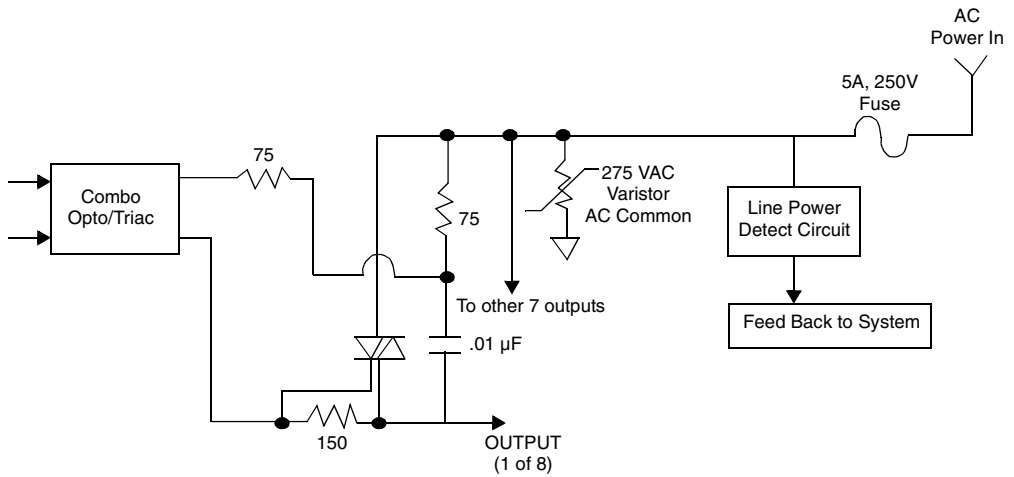 AC
Power In
5A, 250V
Fuse
75
Combo
Opto/Triac
275 VAC
Varistor
AC Common
75
Line Power
Detect Circuit
To other 7 outputs
Feed Back to System
.01 µF
150
OUTPUT
(1 of 8)